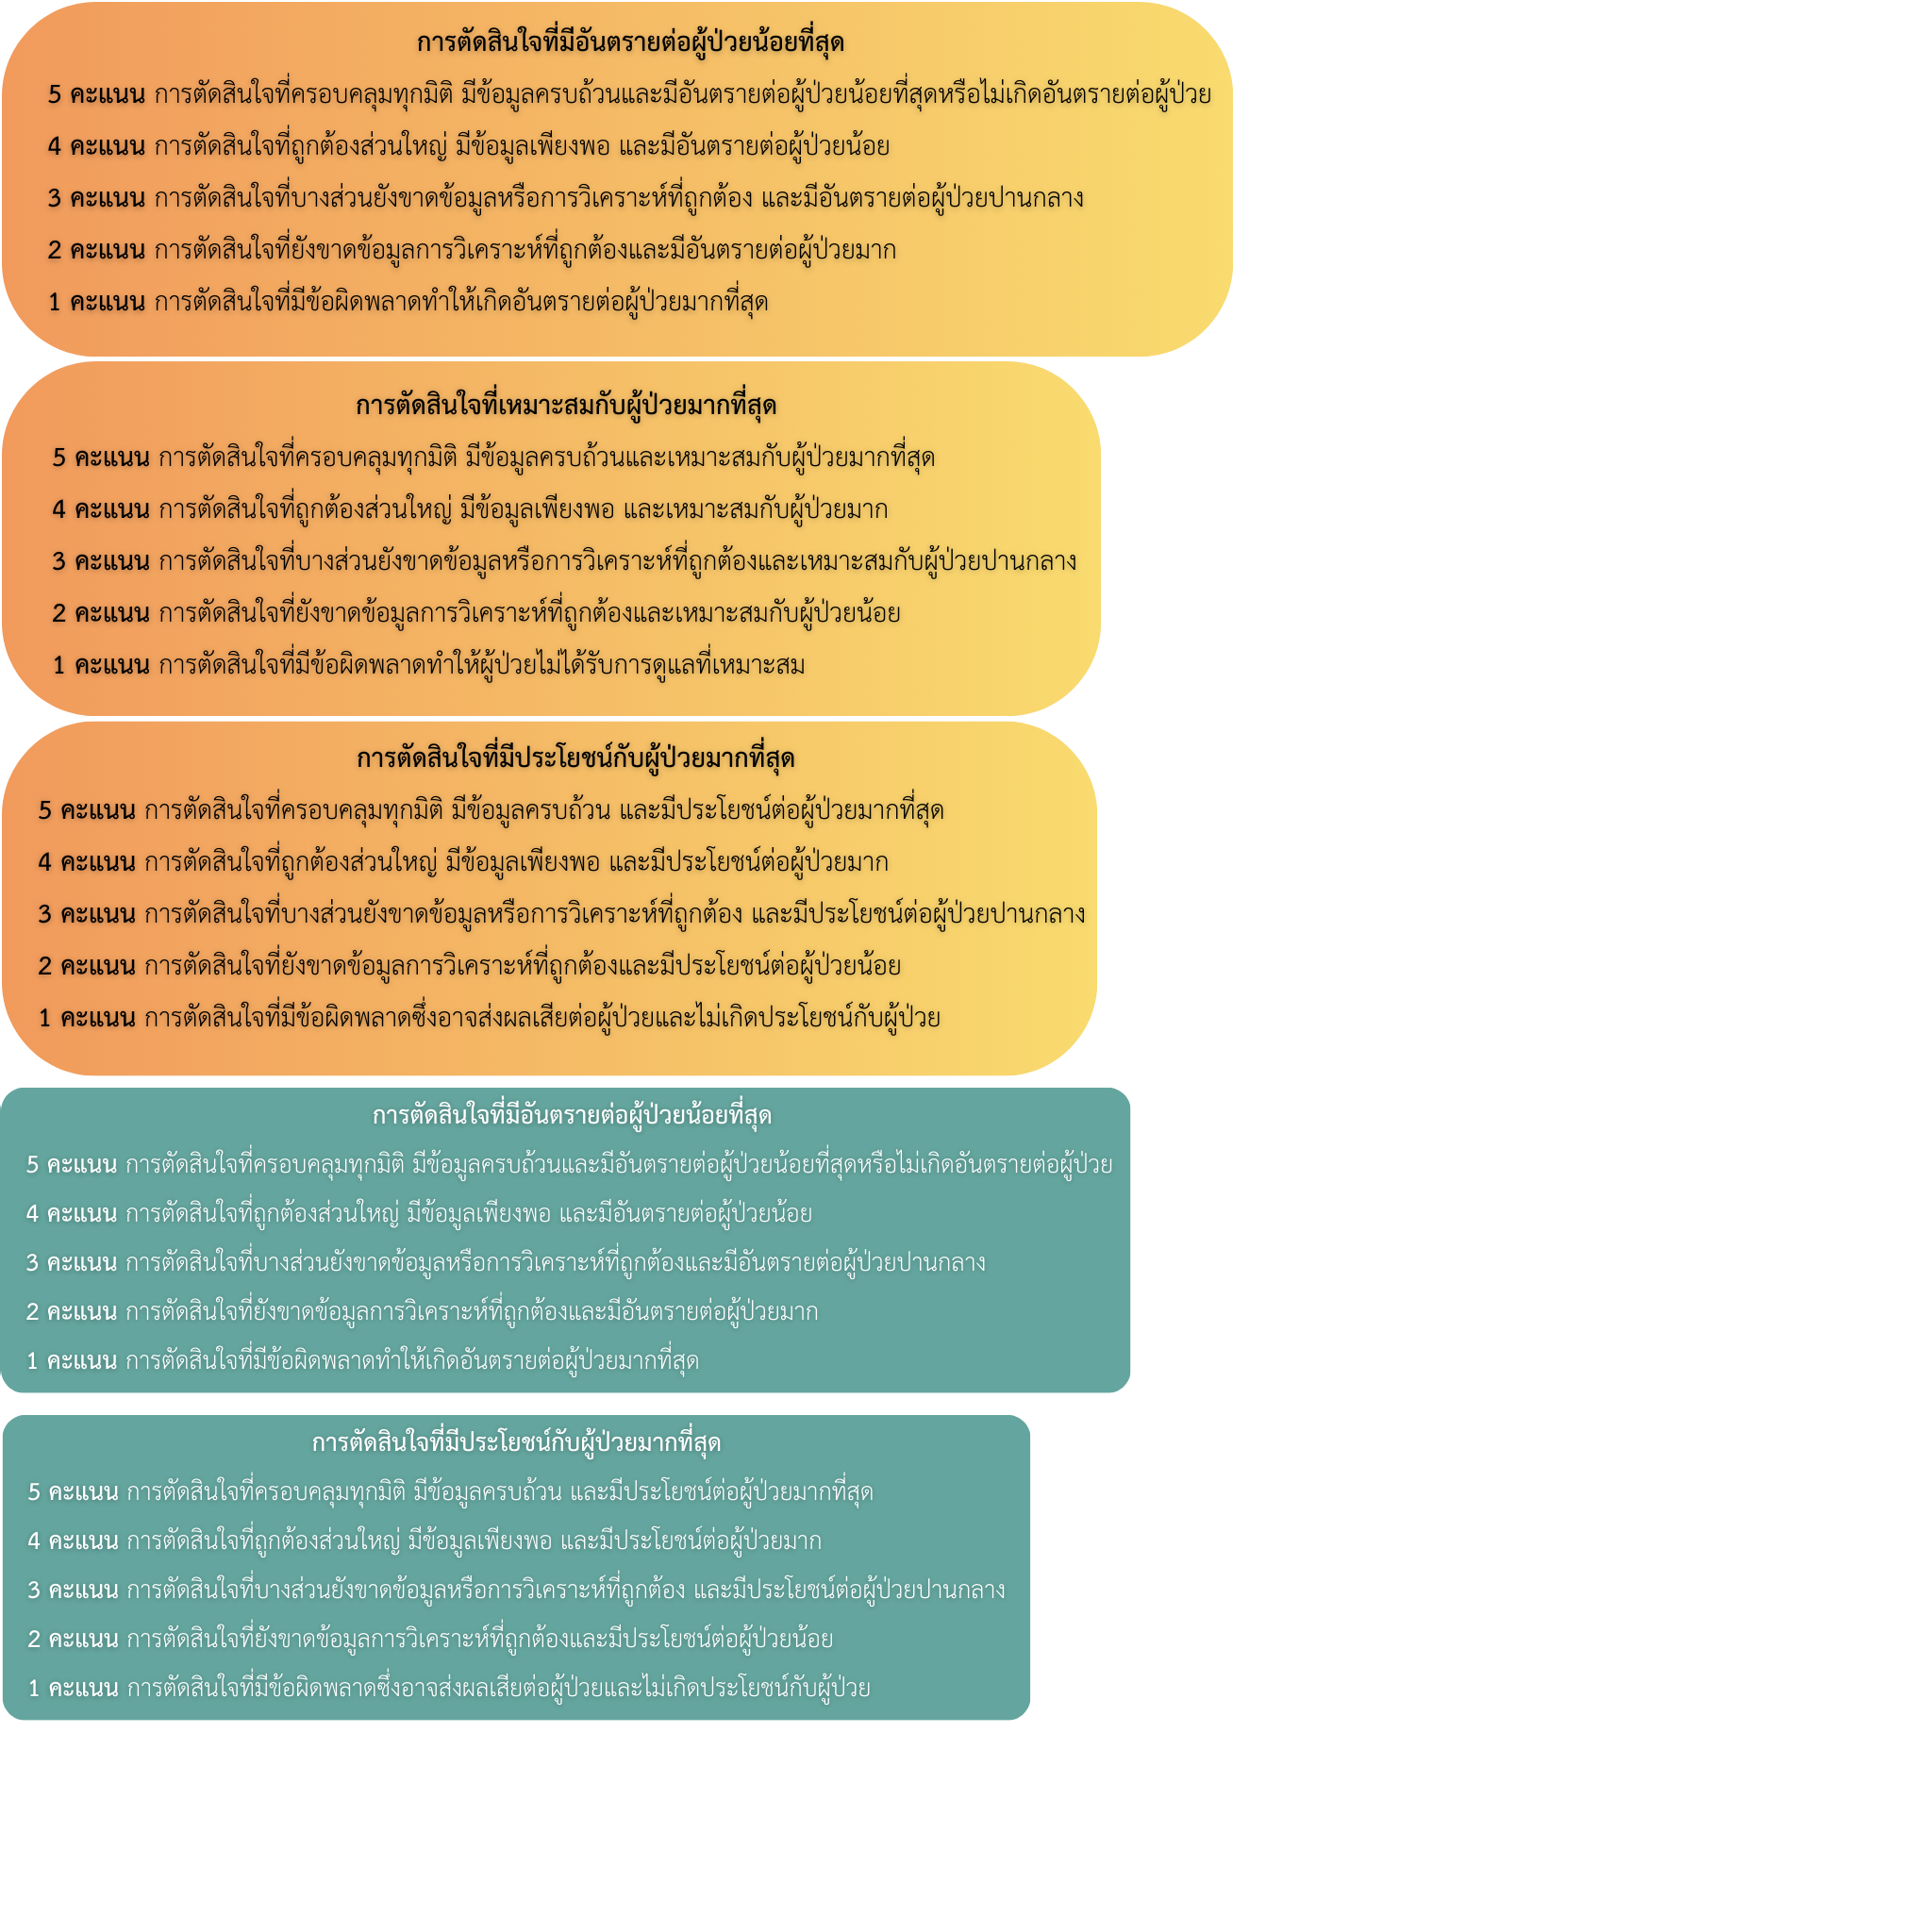 การตัดสินใจที่มีอันตรายต่อผู้ป่วยน้อยที่สุด
5 คะแนน การตัดสินใจที่ครอบคลุมทุกมิติ มีข้อมูลครบถ้วนและมีอันตรายต่อผู้ป่วยน้อยที่สุดหรือไม่เกิดอันตรายต่อผู้ป่วย
4 คะแนน การตัดสินใจที่ถูกต้องส่วนใหญ่ มีข้อมูลเพียงพอ และมีอันตรายต่อผู้ป่วยน้อย
3 คะแนน การตัดสินใจที่บางส่วนยังขาดข้อมูลหรือการวิเคราะห์ที่ถูกต้อง และมีอันตรายต่อผู้ป่วยปานกลาง
2 คะแนน การตัดสินใจที่ยังขาดข้อมูลการวิเคราะห์ที่ถูกต้องและมีอันตรายต่อผู้ป่วยมาก
1 คะแนน การตัดสินใจที่มีข้อผิดพลาดทำให้เกิดอันตรายต่อผู้ป่วยมากที่สุด
การตัดสินใจที่เหมาะสมกับผู้ป่วยมากที่สุด
5 คะแนน การตัดสินใจที่ครอบคลุมทุกมิติ มีข้อมูลครบถ้วนและเหมาะสมกับผู้ป่วยมากที่สุด
4 คะแนน การตัดสินใจที่ถูกต้องส่วนใหญ่ มีข้อมูลเพียงพอ และเหมาะสมกับผู้ป่วยมาก
3 คะแนน การตัดสินใจที่บางส่วนยังขาดข้อมูลหรือการวิเคราะห์ที่ถูกต้องและเหมาะสมกับผู้ป่วยปานกลาง
2 คะแนน การตัดสินใจที่ยังขาดข้อมูลการวิเคราะห์ที่ถูกต้องและเหมาะสมกับผู้ป่วยน้อย
1 คะแนน การตัดสินใจที่มีข้อผิดพลาดทำให้ผู้ป่วยไม่ได้รับการดูแลที่เหมาะสม
การตัดสินใจที่มีประโยชน์กับผู้ป่วยมากที่สุด
5 คะแนน การตัดสินใจที่ครอบคลุมทุกมิติ มีข้อมูลครบถ้วน และมีประโยชน์ต่อผู้ป่วยมากที่สุด
4 คะแนน การตัดสินใจที่ถูกต้องส่วนใหญ่ มีข้อมูลเพียงพอ และมีประโยชน์ต่อผู้ป่วยมาก
3 คะแนน การตัดสินใจที่บางส่วนยังขาดข้อมูลหรือการวิเคราะห์ที่ถูกต้อง และมีประโยชน์ต่อผู้ป่วยปานกลาง
2 คะแนน การตัดสินใจที่ยังขาดข้อมูลการวิเคราะห์ที่ถูกต้องและมีประโยชน์ต่อผู้ป่วยน้อย
1 คะแนน การตัดสินใจที่มีข้อผิดพลาดซึ่งอาจส่งผลเสียต่อผู้ป่วยและไม่เกิดประโยชน์กับผู้ป่วย
การตัดสินใจที่มีอันตรายต่อผู้ป่วยน้อยที่สุด
5 คะแนน การตัดสินใจที่ครอบคลุมทุกมิติ มีข้อมูลครบถ้วนและมีอันตรายต่อผู้ป่วยน้อยที่สุดหรือไม่เกิดอันตรายต่อผู้ป่วย
4 คะแนน การตัดสินใจที่ถูกต้องส่วนใหญ่ มีข้อมูลเพียงพอ และมีอันตรายต่อผู้ป่วยน้อย
3 คะแนน การตัดสินใจที่บางส่วนยังขาดข้อมูลหรือการวิเคราะห์ที่ถูกต้องและมีอันตรายต่อผู้ป่วยปานกลาง
2 คะแนน การตัดสินใจที่ยังขาดข้อมูลการวิเคราะห์ที่ถูกต้องและมีอันตรายต่อผู้ป่วยมาก
1 คะแนน การตัดสินใจที่มีข้อผิดพลาดทำให้เกิดอันตรายต่อผู้ป่วยมากที่สุด
การตัดสินใจที่มีประโยชน์กับผู้ป่วยมากที่สุด
5 คะแนน การตัดสินใจที่ครอบคลุมทุกมิติ มีข้อมูลครบถ้วน และมีประโยชน์ต่อผู้ป่วยมากที่สุด
4 คะแนน การตัดสินใจที่ถูกต้องส่วนใหญ่ มีข้อมูลเพียงพอ และมีประโยชน์ต่อผู้ป่วยมาก
3 คะแนน การตัดสินใจที่บางส่วนยังขาดข้อมูลหรือการวิเคราะห์ที่ถูกต้อง และมีประโยชน์ต่อผู้ป่วยปานกลาง
2 คะแนน การตัดสินใจที่ยังขาดข้อมูลการวิเคราะห์ที่ถูกต้องและมีประโยชน์ต่อผู้ป่วยน้อย
1 คะแนน การตัดสินใจที่มีข้อผิดพลาดซึ่งอาจส่งผลเสียต่อผู้ป่วยและไม่เกิดประโยชน์กับผู้ป่วย